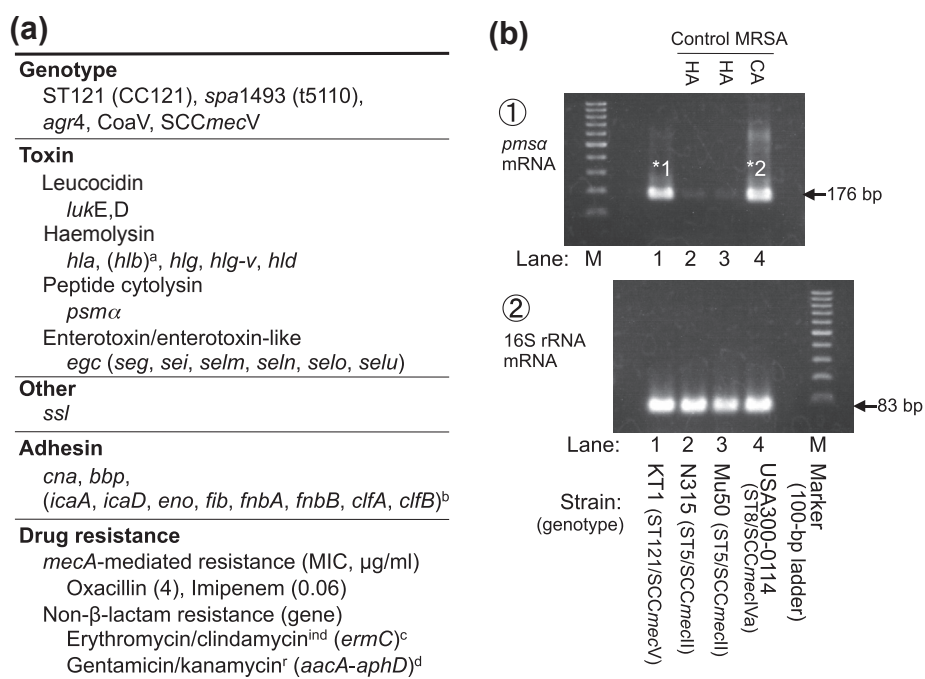 (a)
Genotype
ST121 (CC121), spa1493 (t5110),
agr4, CoaV, SCCmecV
Toxin
Leucocidin
lukE,D
Haemolysin
hla, (hlb)ᵃ, hlg, hlg-v, hld
Peptide cytolysin
psmα
Enterotoxin/enterotoxin-like
egc (seg, sei, selm, seln, selo, selu)
Other
ssl
Adhesin
cna, bbp,
(icaA, icaD, eno, fib, fnbA, fnbB, clfA, clfB)ᵇ
Drug resistance
mecA-mediated resistance (MIC, µg/ml)
Oxacillin (4), Imipenem (0.06)
Non-β-lactam resistance (gene)
Erythromycin/clindamycinⁱⁿᵈ (ermC)ᶜ
Gentamicin/kanamycinʳ (aacA-aphD)ᵈ
(b)
Control MRSA
HA HA CA
①
pmsα
mRNA
*1 *2
176 bp
Lane: M 1 2 3 4
②
16S rRNA
mRNA
83 bp
Lane: 1 2 3 4 M
Strain:
(genotype)
KT1 (ST121/SCCmecV)
N315 (ST5/SCCmecII)
Mu50 (ST5/SCCmecII)
USA300-0114
(ST8/SCCmecIVa)
Marker
(100-bp ladder)